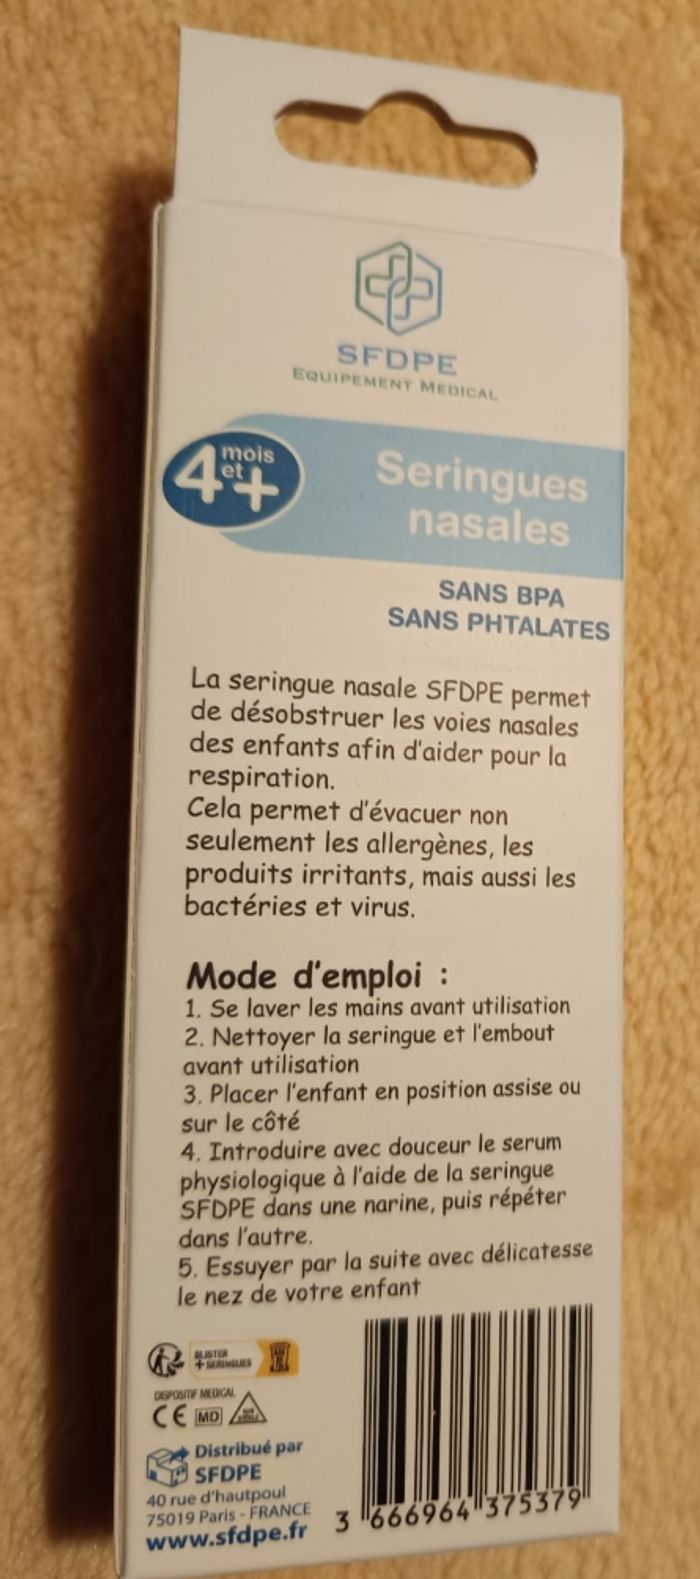 SFDPE
EQUIPEMENT MEDICAL
4 mois et +
Seringues
nasales
SANS BPA
SANS PHTALATES
La seringue nasale SFDPE permet
de désobstruer les voies nasales
des enfants afin d'aider pour la
respiration.
Cela permet d'évacuer non
seulement les allergènes, les
produits irritants, mais aussi les
bactéries et virus.
Mode d'emploi :
1. Se laver les mains avant utilisation
2. Nettoyer la seringue et l'embout
avant utilisation
3. Placer l'enfant en position assise ou
sur le côté
4. Introduire avec douceur le serum
physiologique à l'aide de la seringue
SFDPE dans une narine, puis répéter
dans l'autre.
5. Essuyer par la suite avec délicatesse
le nez de votre enfant
BLISTER
+ SERINGUES
DISPOSITIF MEDICAL
CE MD
Distribué par
SFDPE
40 rue d'hautpoul
75019 Paris - FRANCE
www.sfdpe.fr
3 666964 375379